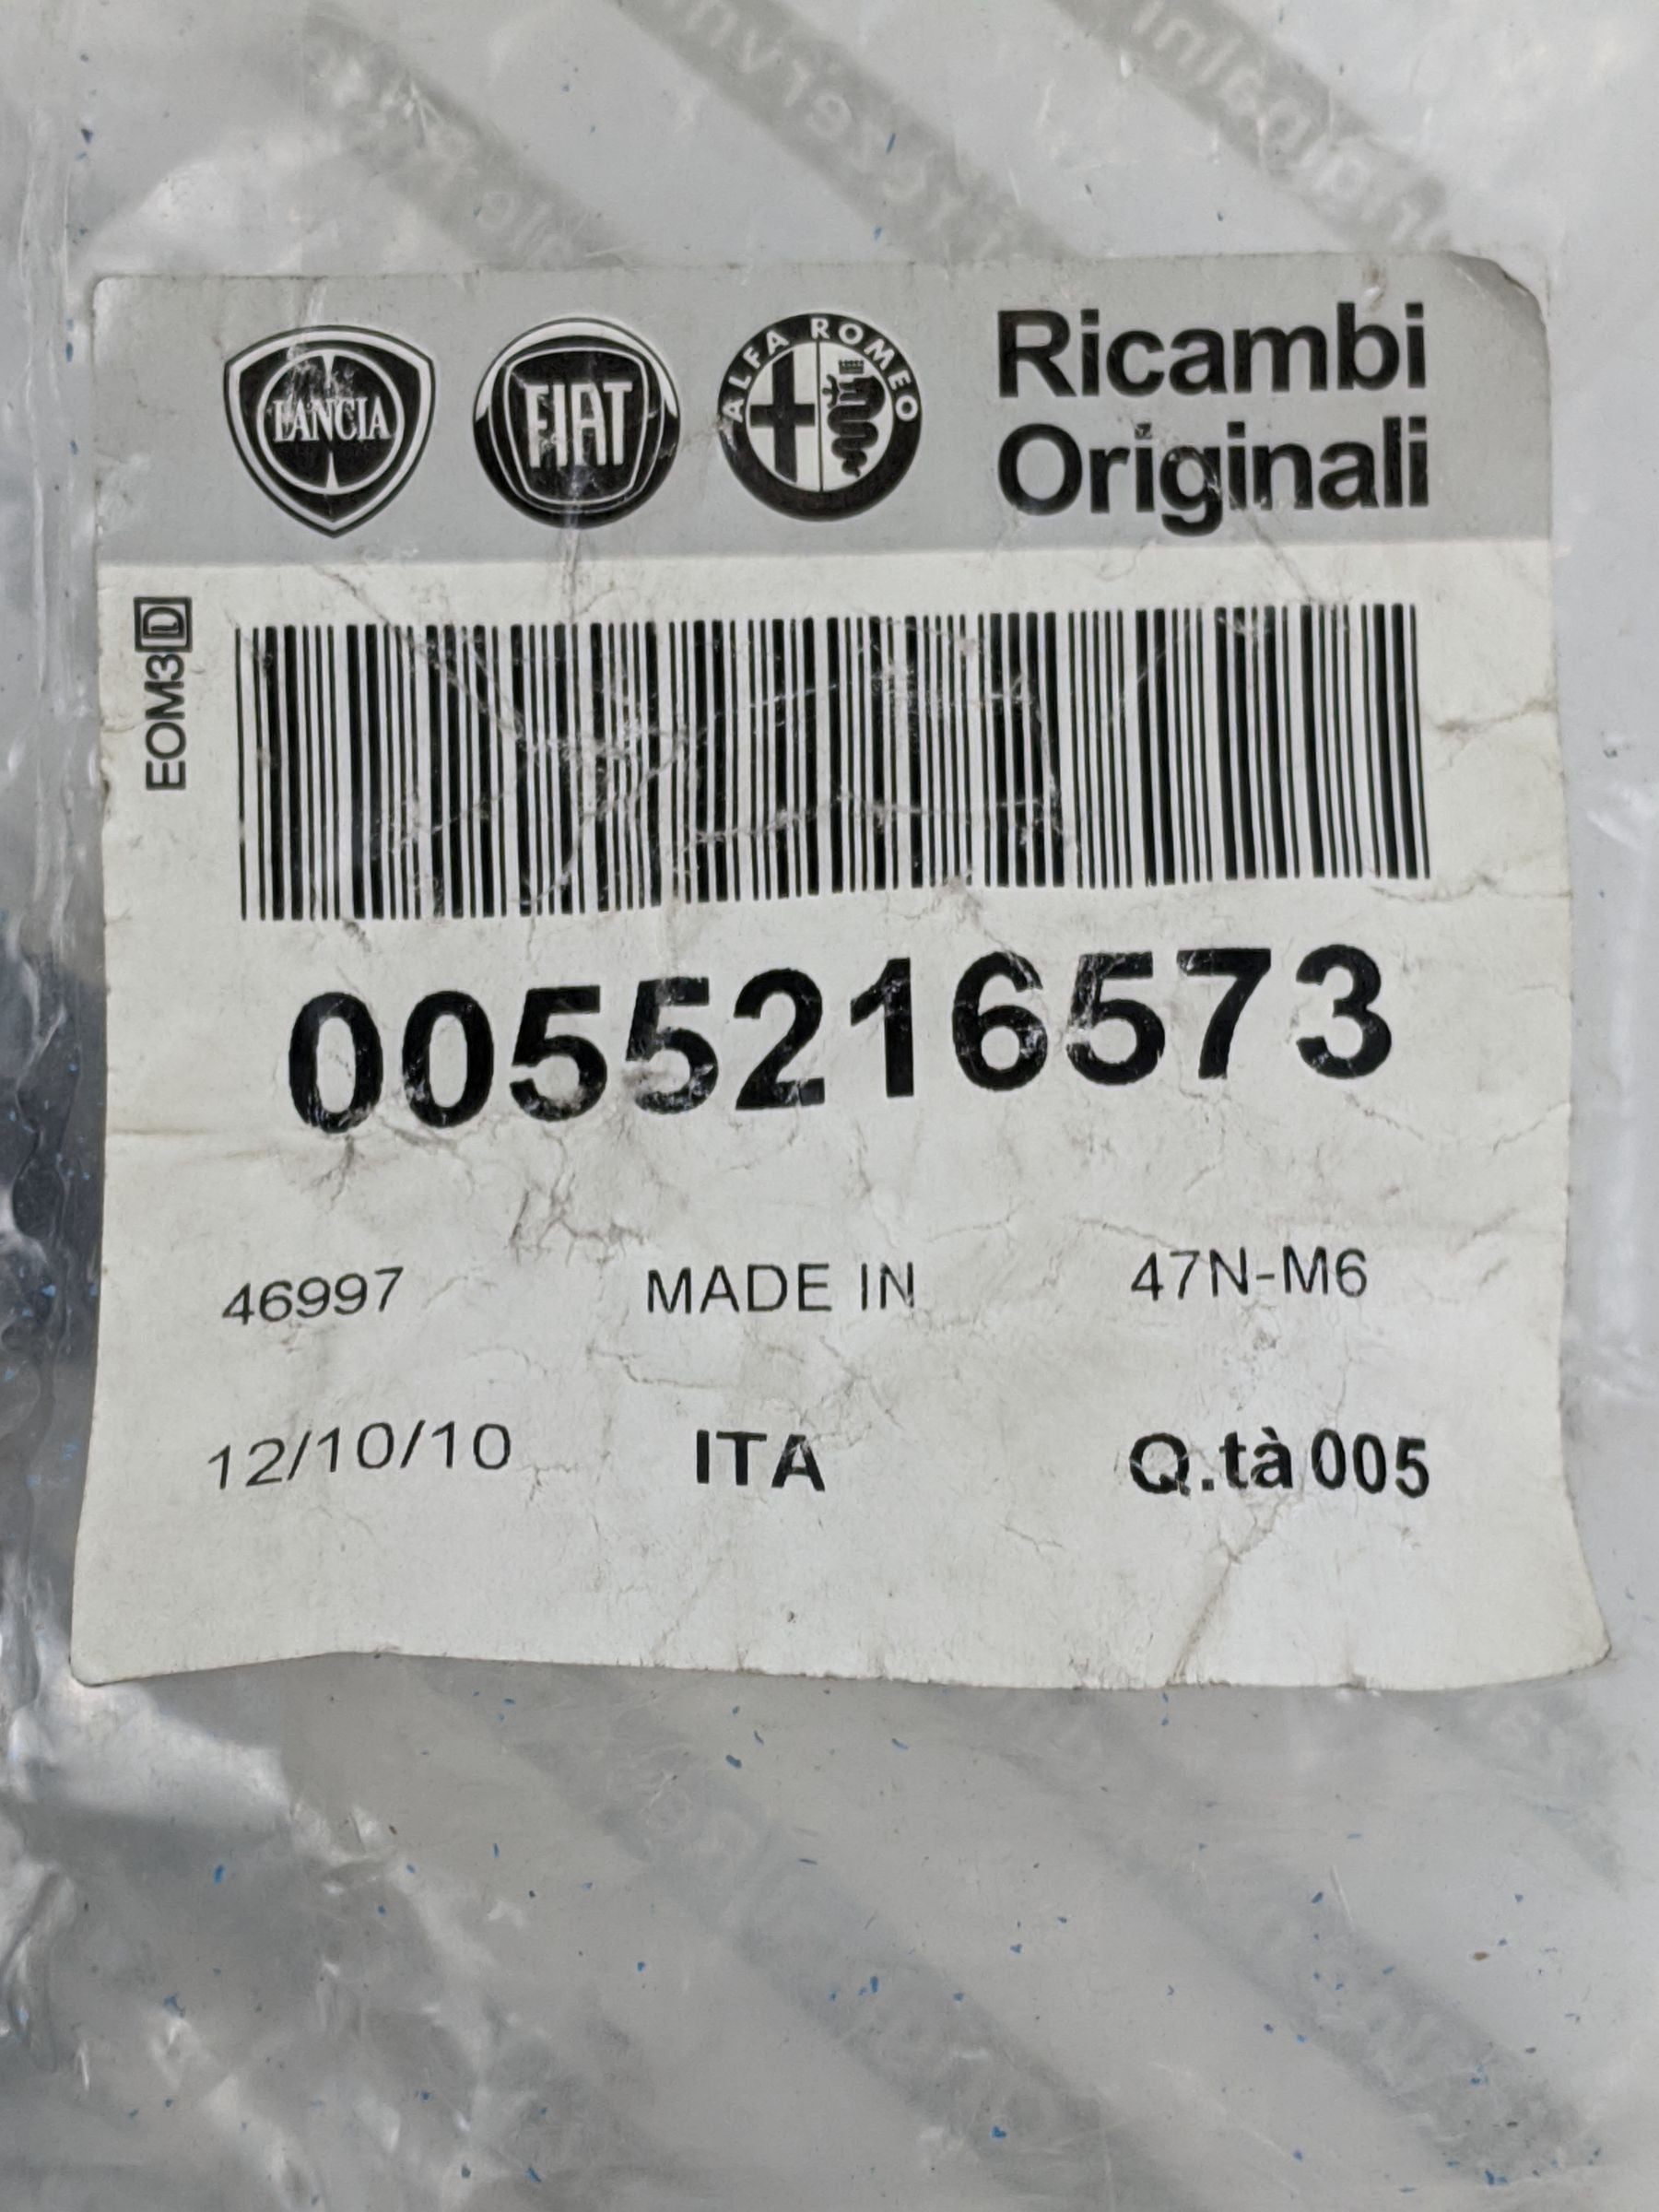 LANCIA
FIAT
ALFA ROMEO
Ricambi
Originali
EOM3D
0055216573
46997
MADE IN
47N-M6
12/10/10
ITA
Q.tà 005